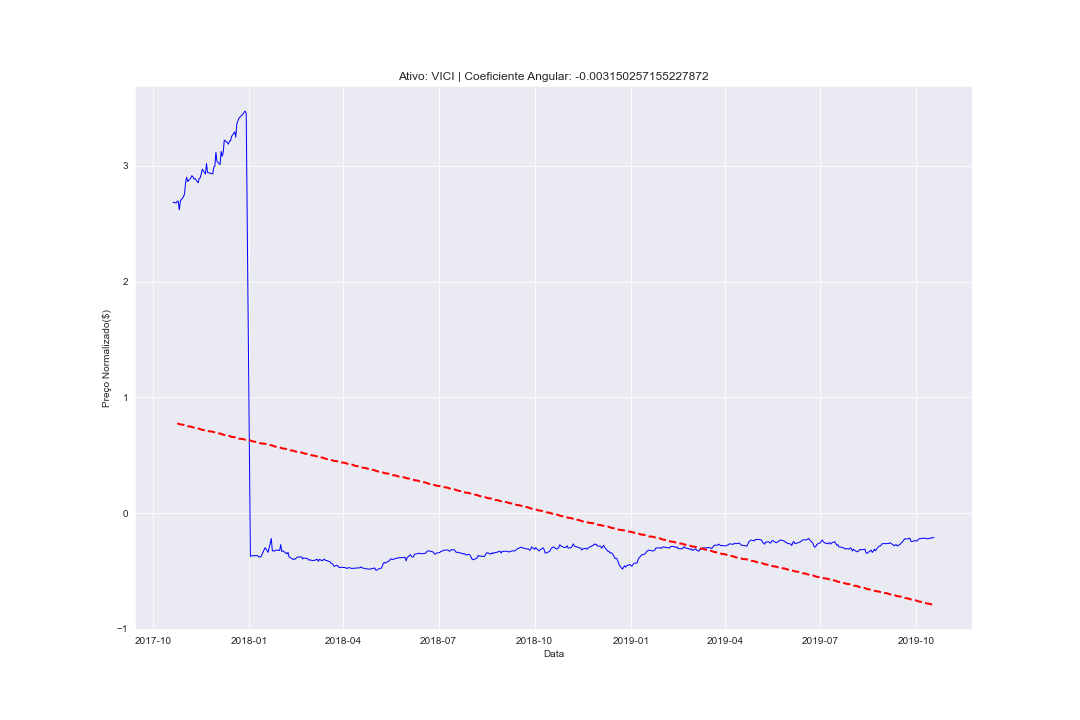 Ativo: VICI | Coeficiente Angular: -0.003150257155227872
Preço Normalizado($)
3
2
1
0
−1
2017-10 2018-01 2018-04 2018-07 2018-10 2019-01 2019-04 2019-07 2019-10
Data